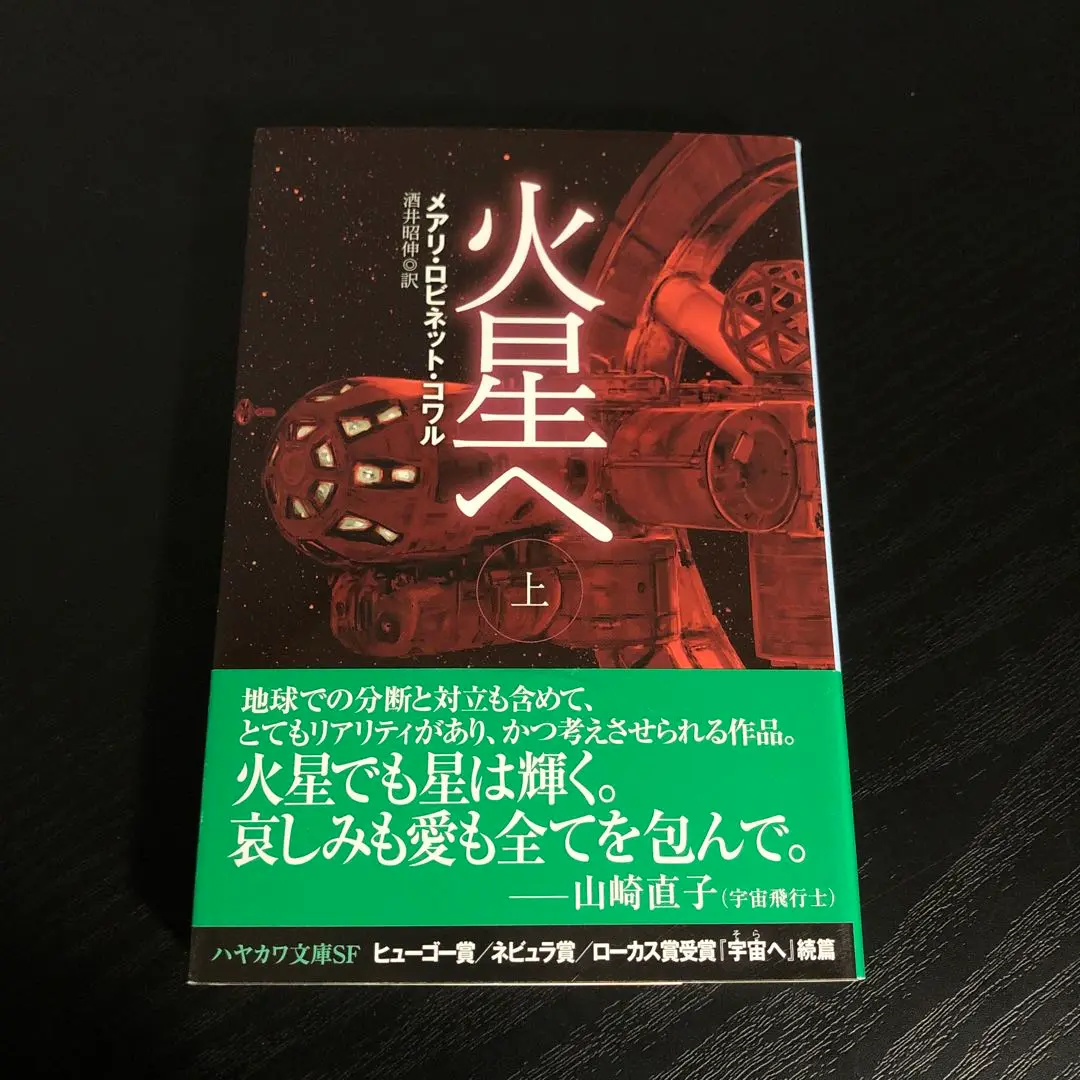 火星へ
上
メアリ・ロビネット・コワル
酒井昭伸◎訳
地球での分断と対立も含めて、
とてもリアリティがあり、かつ考えさせられる作品。
火星でも星は輝く。
哀しみも愛も全てを包んで。
——山崎直子（宇宙飛行士）
ハヤカワ文庫SF ヒューゴー賞／ネビュラ賞／ローカス賞受賞『宇宙へ』続篇
そら